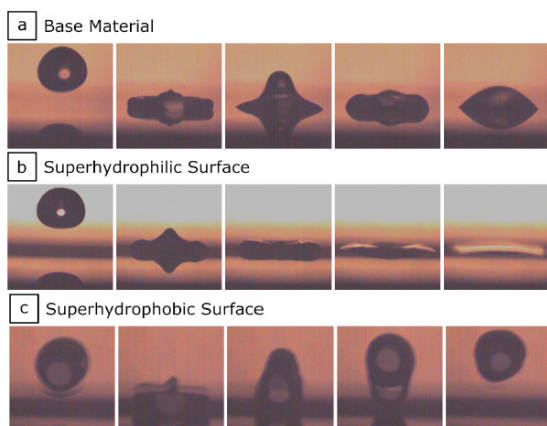 a Base Material
b Superhydrophilic Surface
c Superhydrophobic Surface